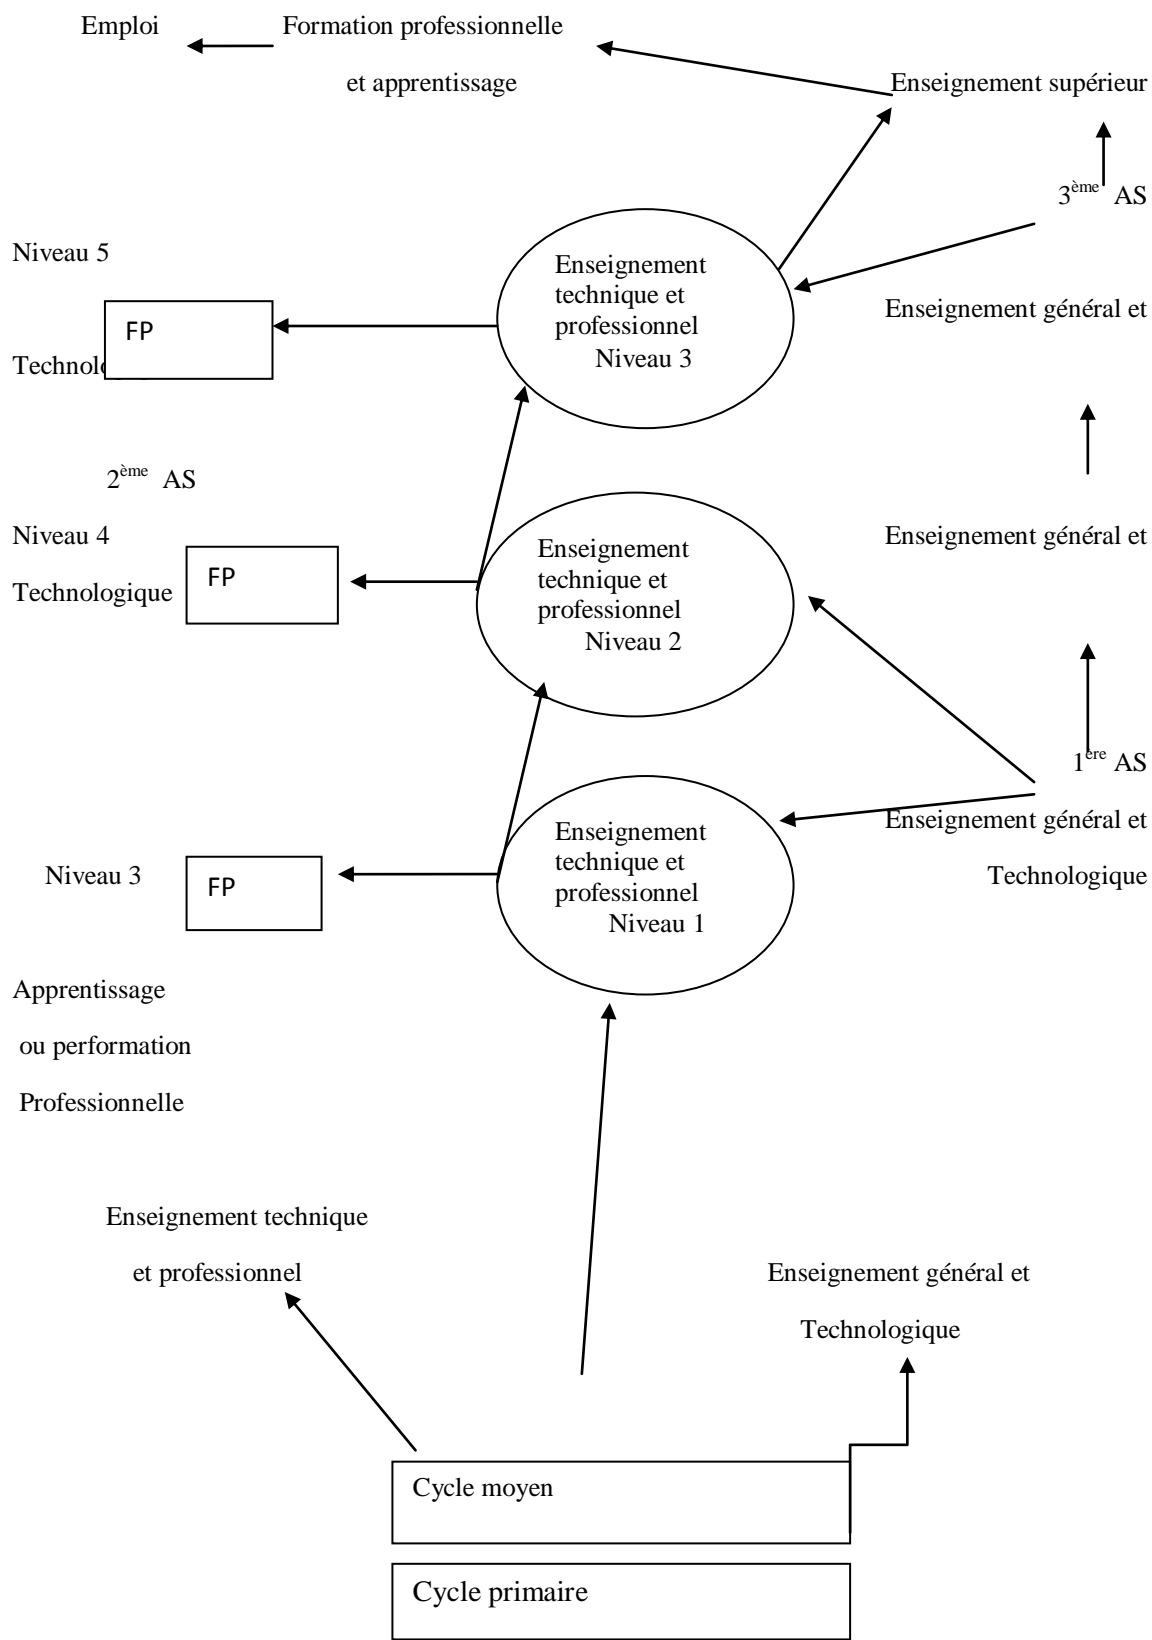 Emploi Formation professionnelle
et apprentissage Enseignement supérieur
3ème AS
Niveau 5
Enseignement
technique et
professionnel
Niveau 3
Enseignement général et
FP
2ème AS
Niveau 4
Enseignement
technique et
professionnel
Niveau 2
Enseignement général et
Technologique
FP
1ère AS
Enseignement
technique et
professionnel
Niveau 1
Enseignement général et
Niveau 3
FP
Technologique
Apprentissage
ou performation
Professionnelle
Enseignement technique
et professionnel
Enseignement général et
Technologique
Cycle moyen
Cycle primaire